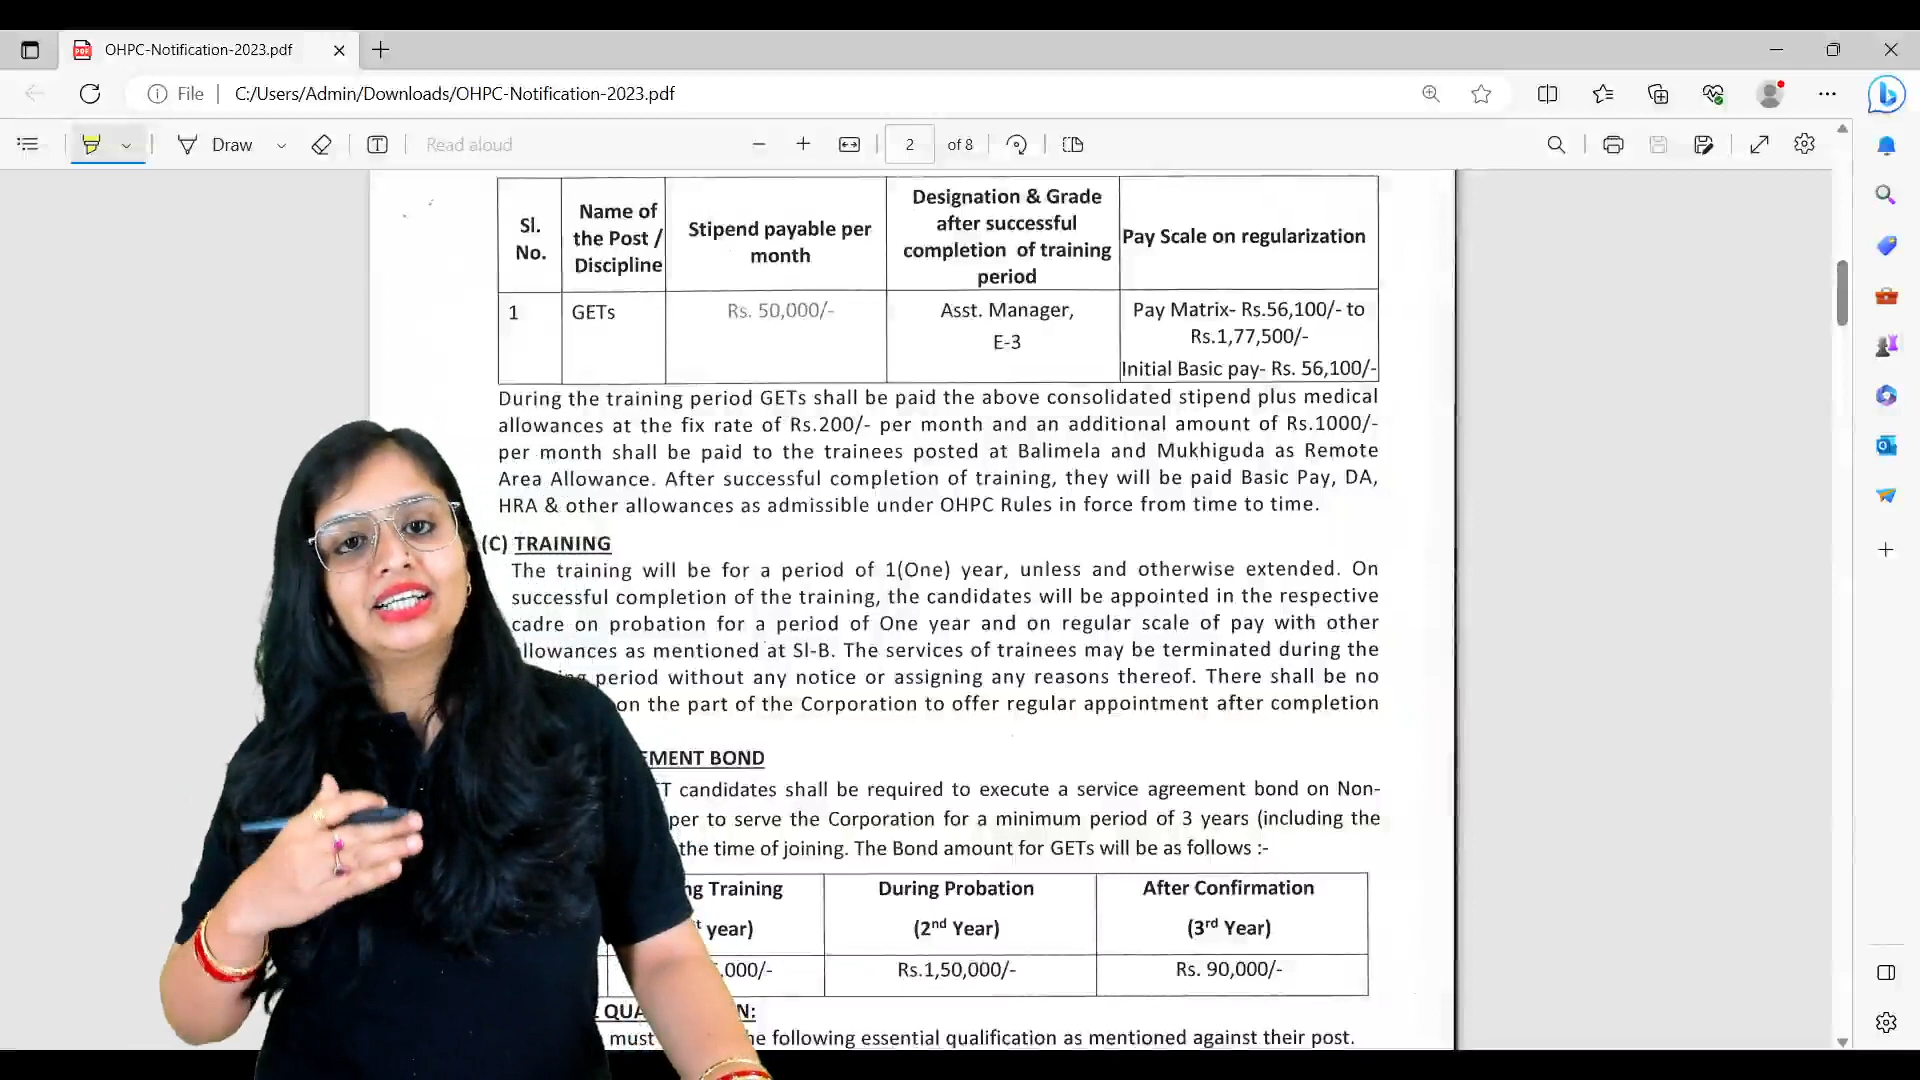 OHPC-Notification-2023.pdf
File
C:/Users/Admin/Downloads/OHPC-Notification-2023.pdf
Draw
Read aloud
2
of 8
Sl. No.
Name of the Post / Discipline
Stipend payable per month
Designation & Grade after successful completion of training period
Pay Scale on regularization
1
GETs
Rs. 50,000/-
Asst. Manager,
E-3
Pay Matrix- Rs.56,100/- to
Rs.1,77,500/-
Initial Basic pay- Rs. 56,100/-
During the training period GETs shall be paid the above consolidated stipend plus medical
allowances at the fix rate of Rs.200/- per month and an additional amount of Rs.1000/-
per month shall be paid to the trainees posted at Balimela and Mukhiguda as Remote
Area Allowance. After successful completion of training, they will be paid Basic Pay, DA,
HRA & other allowances as admissible under OHPC Rules in force from time to time.
(C) TRAINING
The training will be for a period of 1(One) year, unless and otherwise extended. On
successful completion of the training, the candidates will be appointed in the respective
cadre on probation for a period of One year and on regular scale of pay with other
allowances as mentioned at Sl-B. The services of trainees may be terminated during the
period without any notice or assigning any reasons thereof. There shall be no
on the part of the Corporation to offer regular appointment after completion
EMENT BOND
candidates shall be required to execute a service agreement bond on Non-
per to serve the Corporation for a minimum period of 3 years (including the
the time of joining. The Bond amount for GETs will be as follows :-
ng Training
year)
During Probation
(2nd Year)
After Confirmation
(3rd Year)
.000/-
Rs.1,50,000/-
Rs. 90,000/-
QUA N:
must he following essential qualification as mentioned against their post.